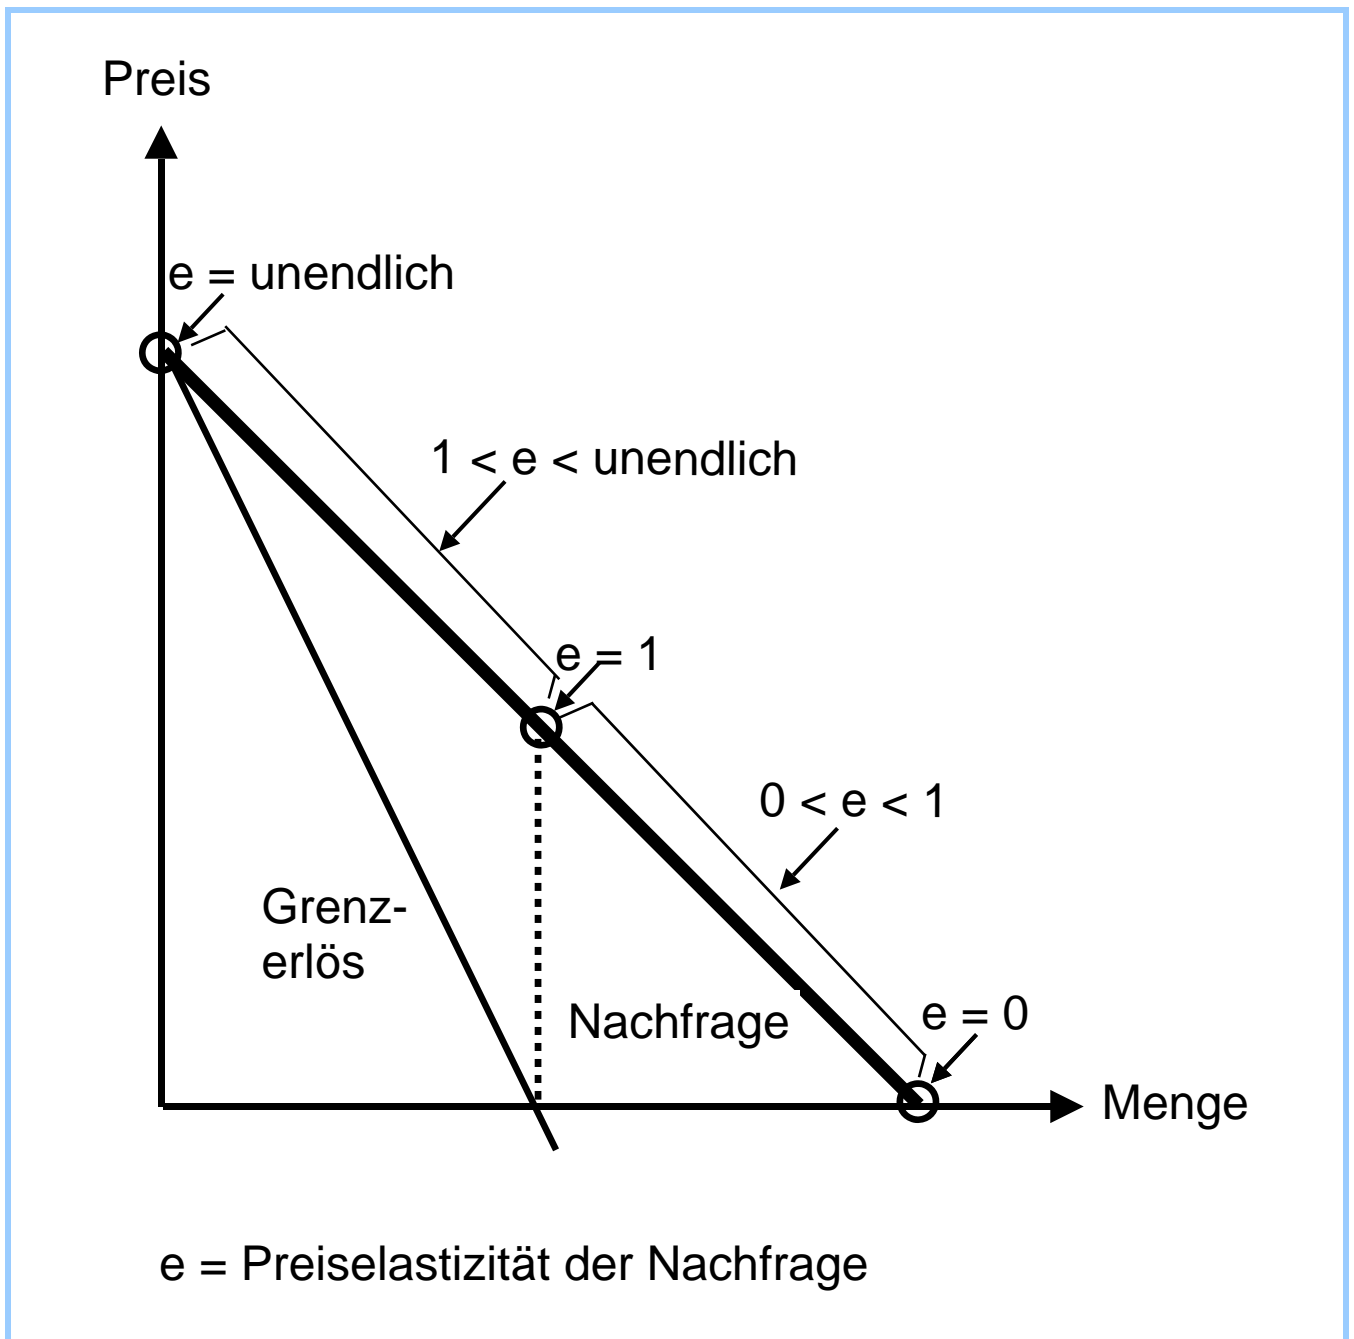 Preis
e = unendlich
1 < e < unendlich
e = 1
0 < e < 1
Grenz-
erlös
Nachfrage
e = 0
Menge
e = Preiselastizität der Nachfrage